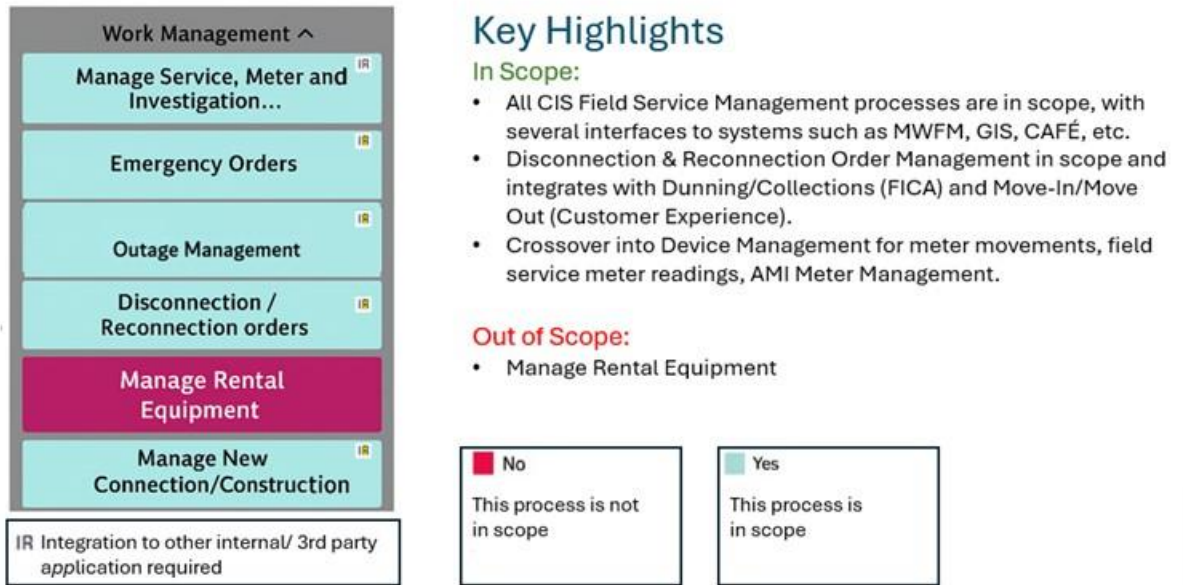 Work Management ^
Manage Service, Meter and IR
Investigation...
Emergency Orders IR
Outage Management IR
Disconnection / IR
Reconnection orders
Manage Rental
Equipment
Manage New IR
Connection/Construction
IR Integration to other internal/ 3rd party
application required
Key Highlights
In Scope:
• All CIS Field Service Management processes are in scope, with
several interfaces to systems such as MWFM, GIS, CAFÉ, etc.
• Disconnection & Reconnection Order Management in scope and
integrates with Dunning/Collections (FICA) and Move-In/Move
Out (Customer Experience).
• Crossover into Device Management for meter movements, field
service meter readings, AMI Meter Management.
Out of Scope:
• Manage Rental Equipment
No
This process is not
in scope
Yes
This process is
in scope